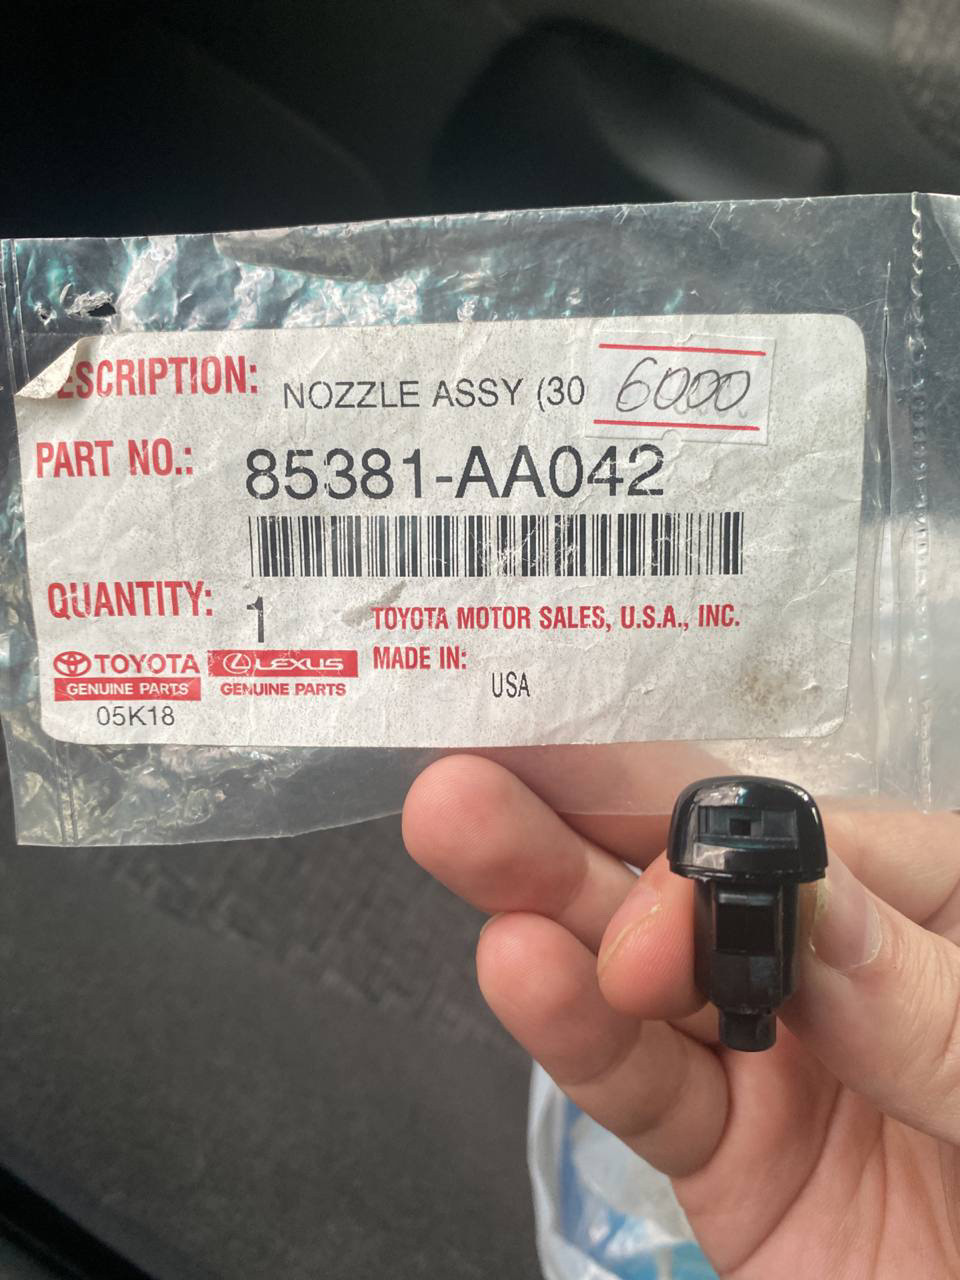 ESCRIPTION: NOZZLE ASSY (30
6000
PART NO.: 85381-AA042
QUANTITY: 1
TOYOTA MOTOR SALES, U.S.A., INC.
TOYOTA
GENUINE PARTS
LEXUS
GENUINE PARTS
MADE IN:
USA
05K18